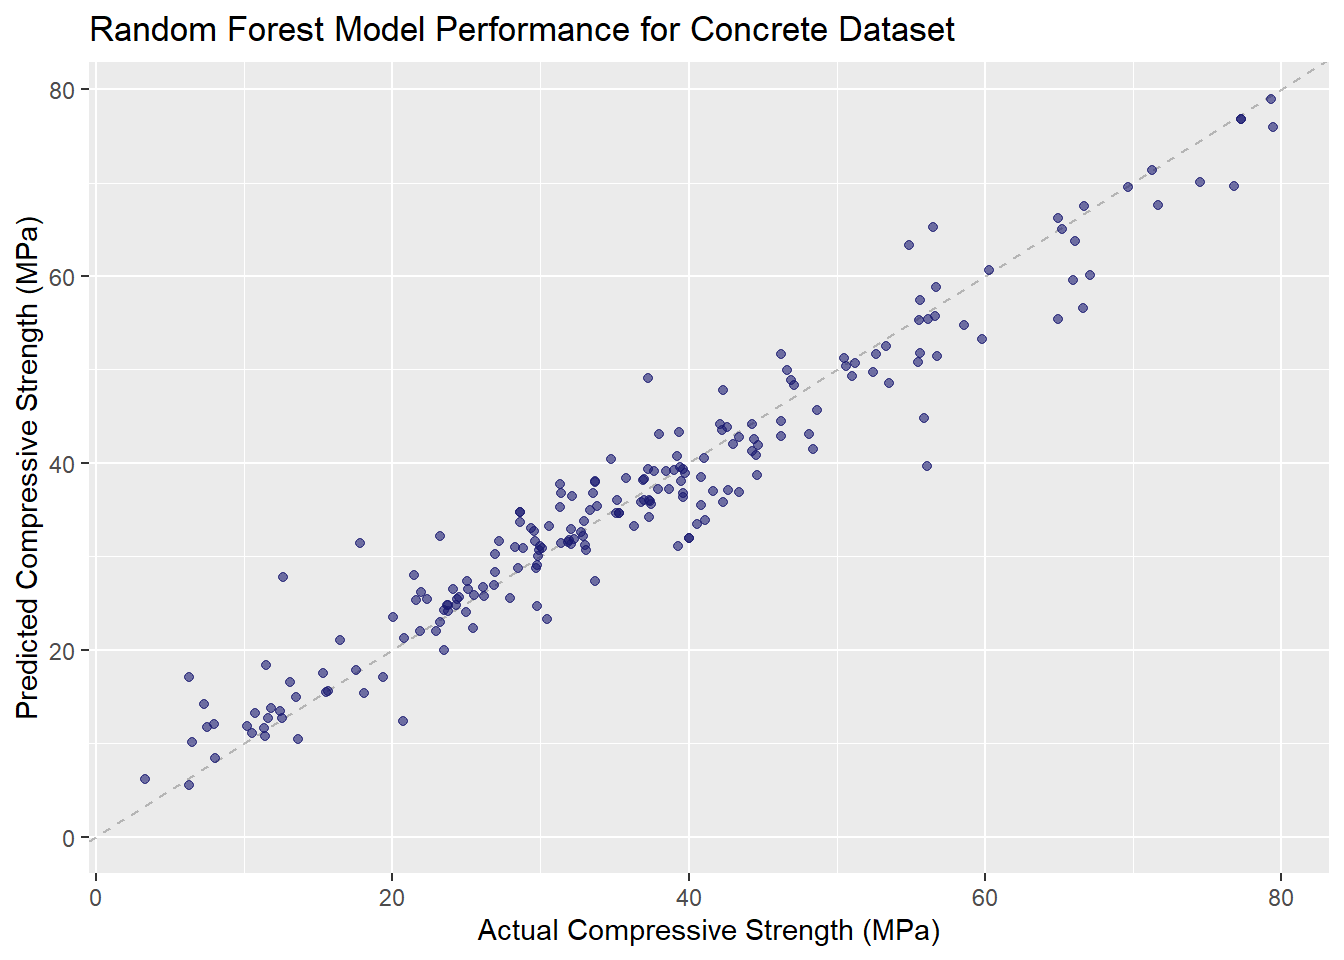 Random Forest Model Performance for Concrete Dataset
80
60
40
20
0
Predicted Compressive Strength (MPa)
0 20 40 60 80
Actual Compressive Strength (MPa)